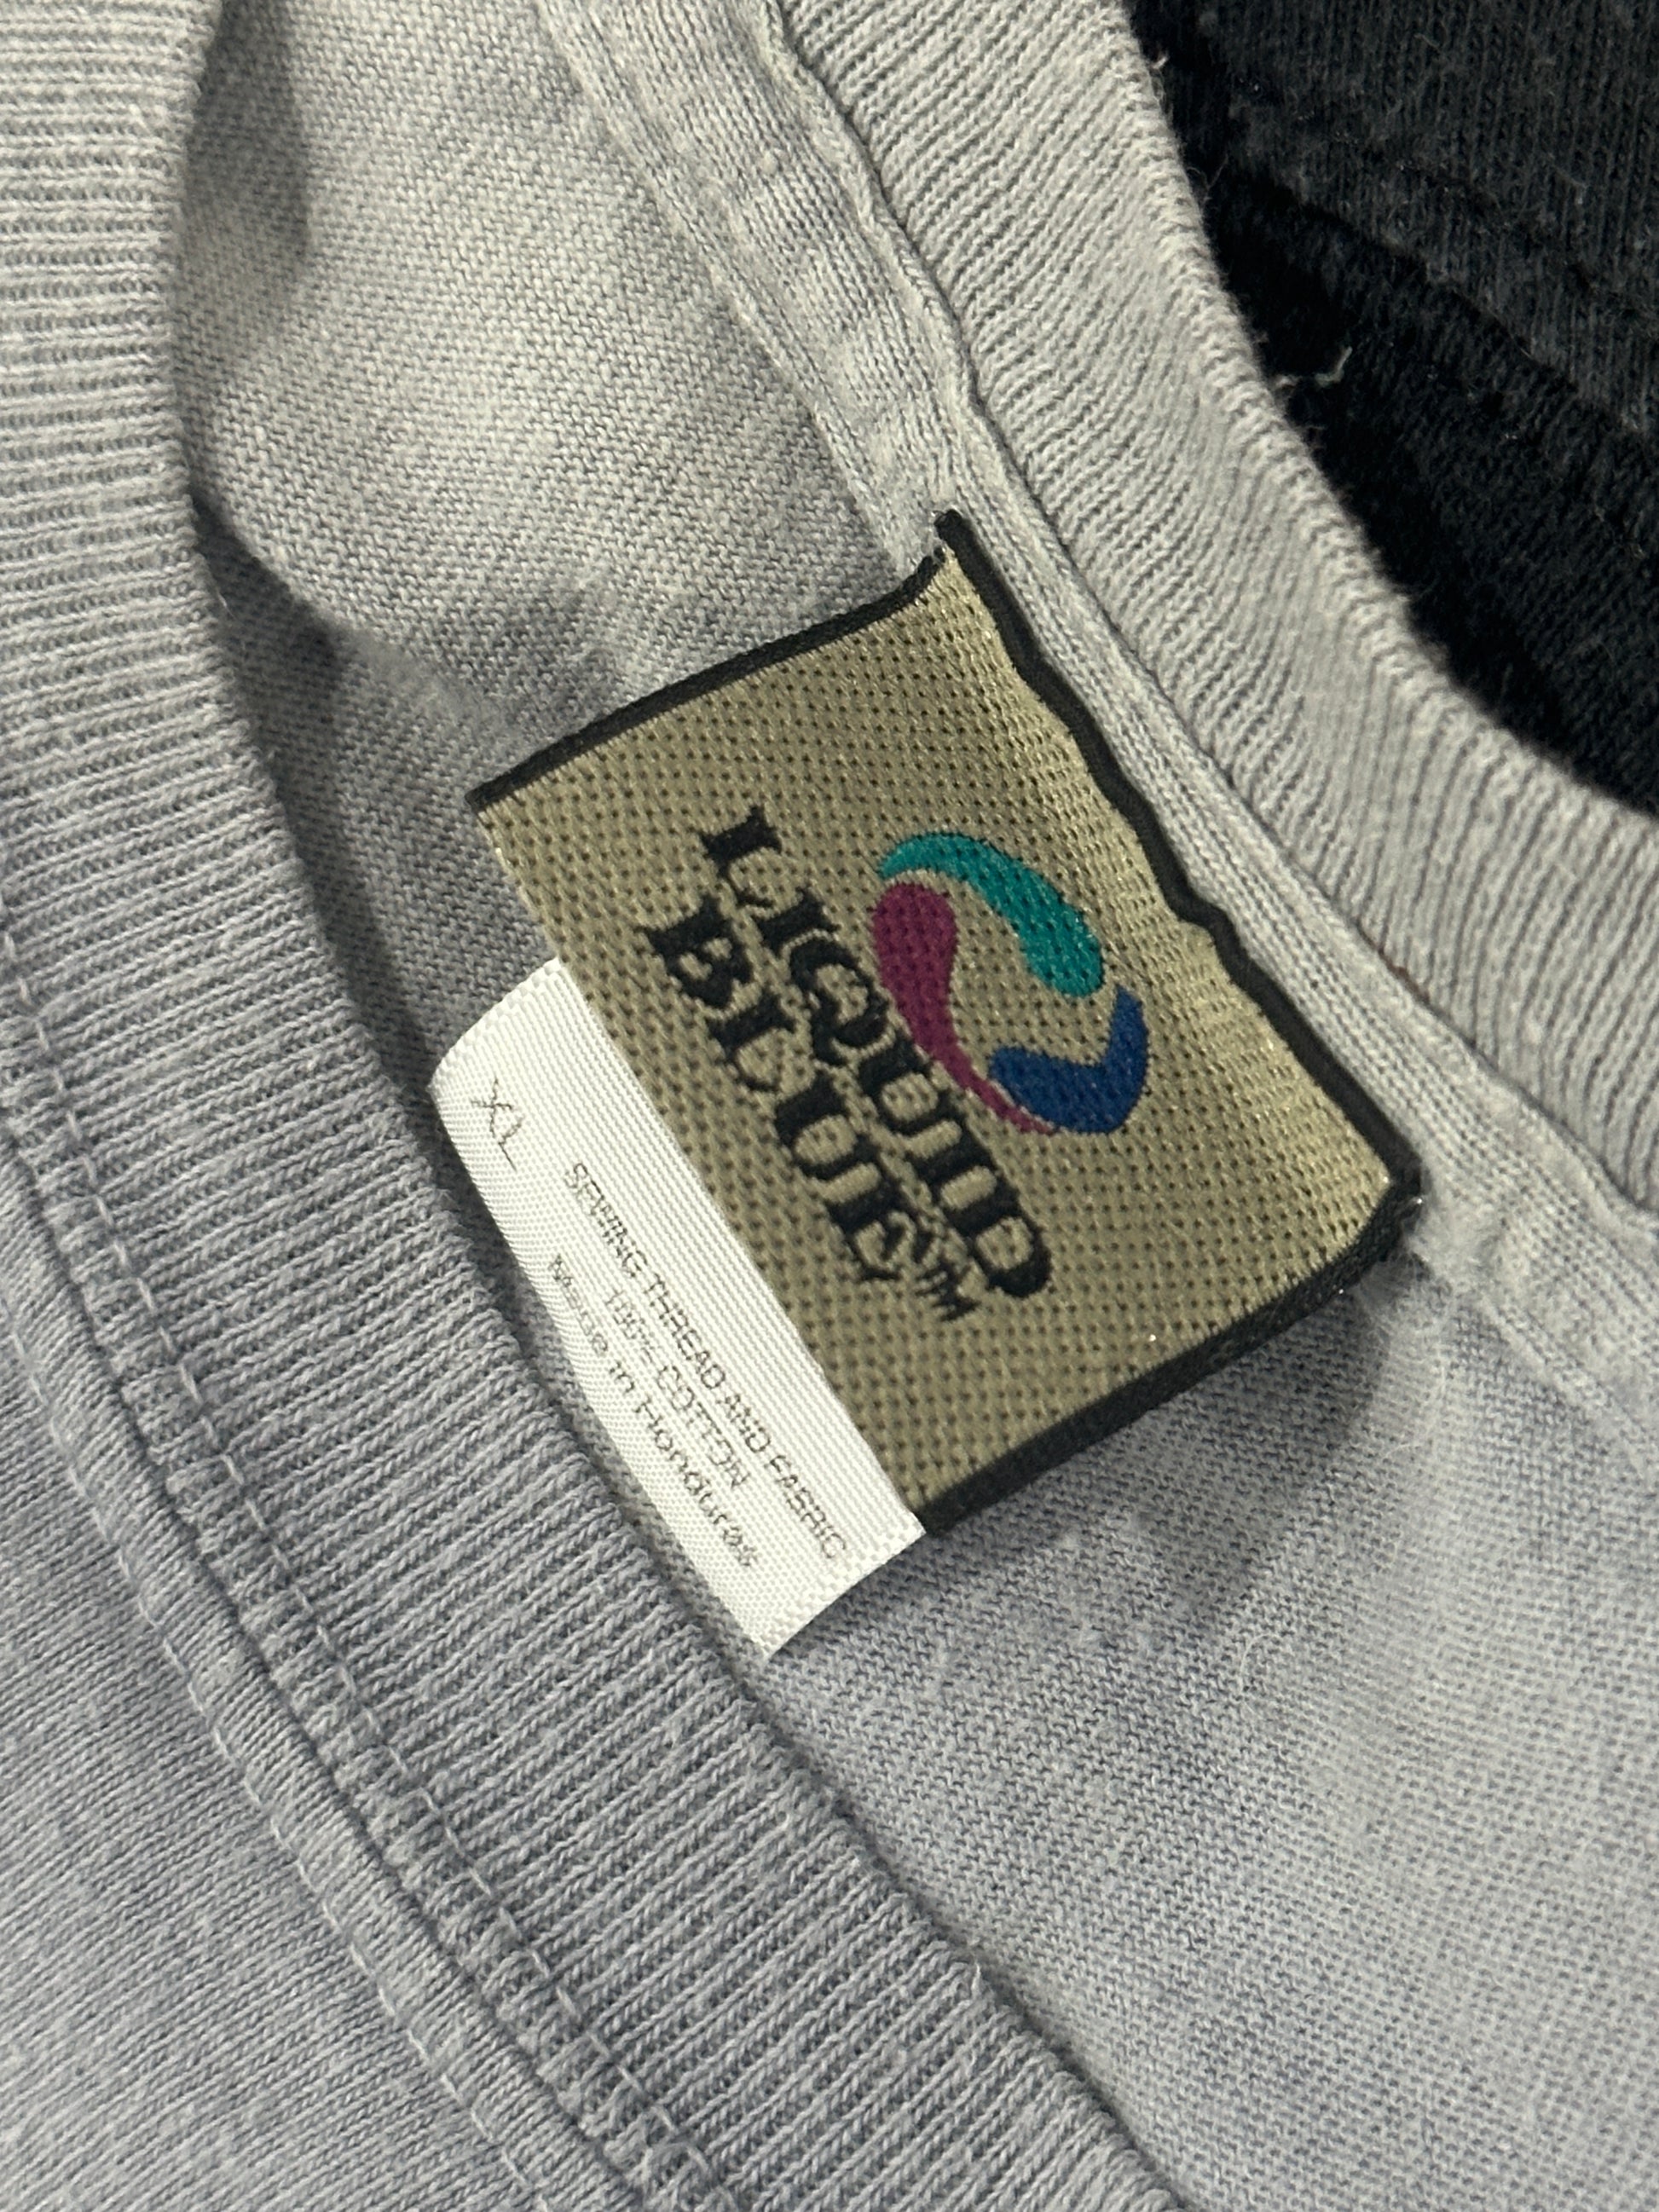 LIQUID
BLUE™
XL
SEWING THREAD AND FABRIC
100% COTTON
Made in Honduras